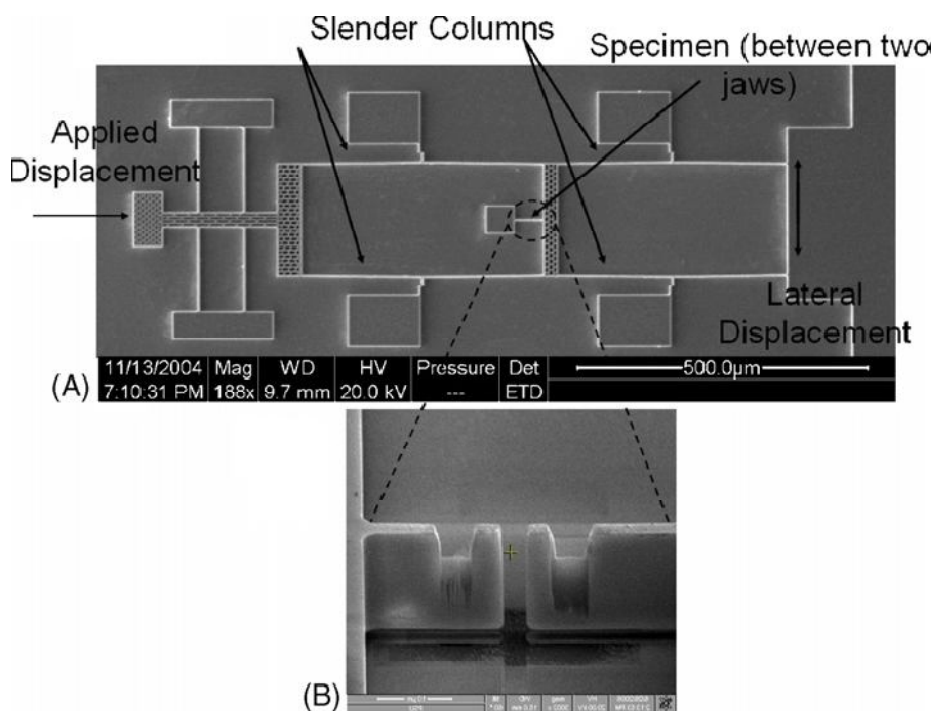 Slender Columns
Specimen (between two
jaws)
Applied
Displacement
Lateral
Displacement
11/13/2004 Mag WD HV Pressure Det
7:10:31 PM 188x 9.7 mm 20.0 kV --- ETD
500.0µm
(A)
(B)